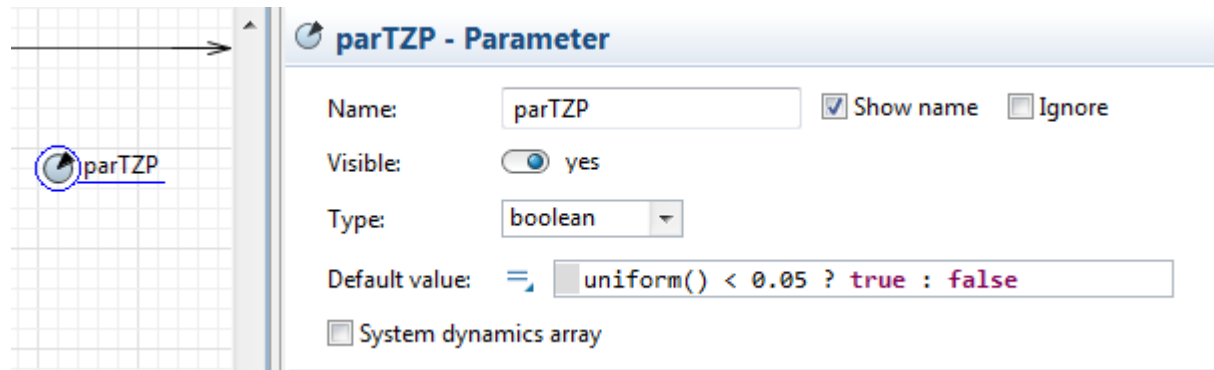 parTZP
parTZP - Parameter
Name: parTZP Show name Ignore
Visible: yes
Type: boolean
Default value: uniform() < 0.05 ? true : false
System dynamics array